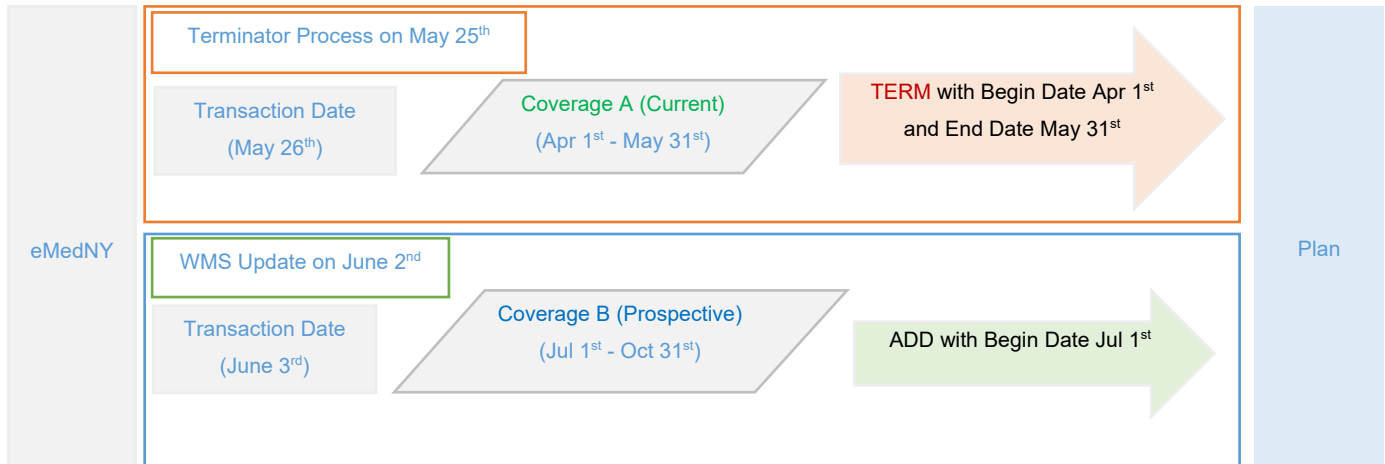 eMedNY
Terminator Process on May 25th
Transaction Date
(May 26th)
Coverage A (Current)
(Apr 1st - May 31st)
TERM with Begin Date Apr 1st
and End Date May 31st
WMS Update on June 2nd
Transaction Date
(June 3rd)
Coverage B (Prospective)
(Jul 1st - Oct 31st)
ADD with Begin Date Jul 1st
Plan